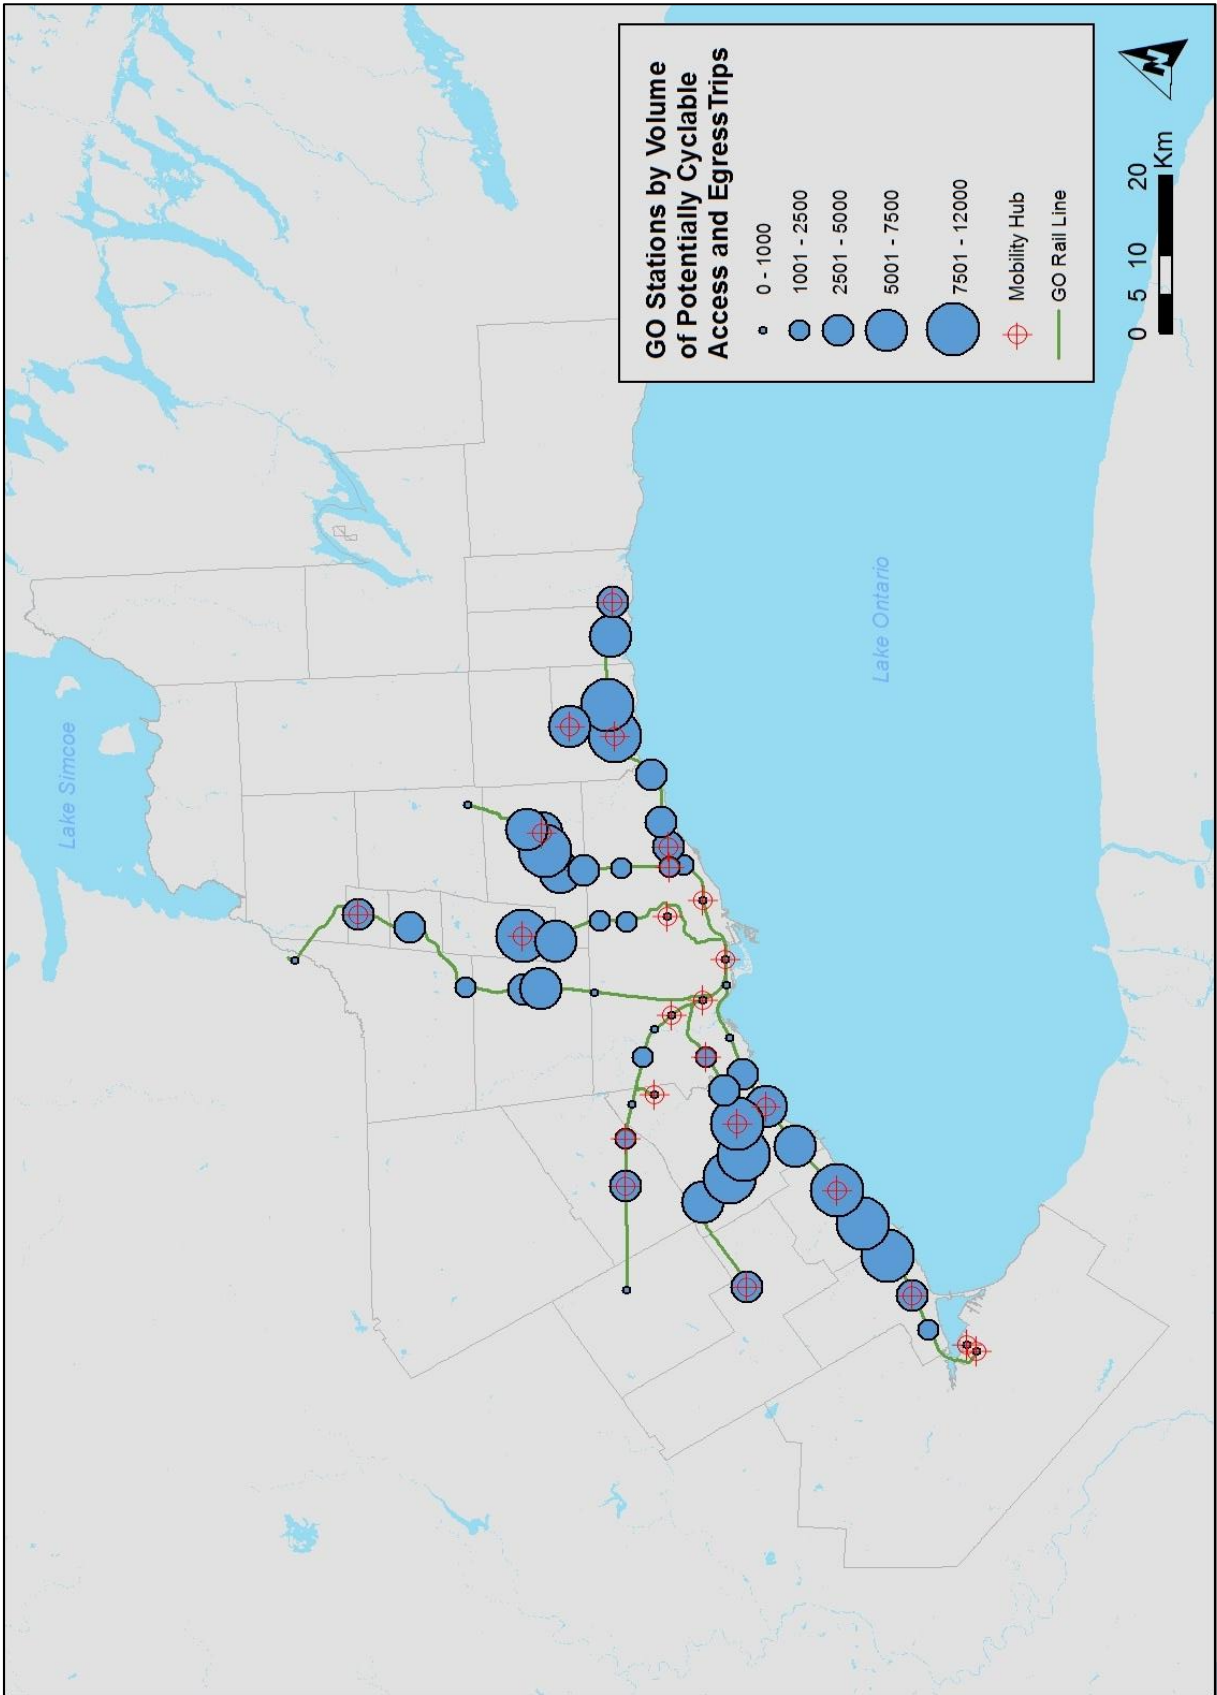 Lake Simcoe
Lake Ontario
GO Stations by Volume
of Potentially Cyclable
Access and EgressTrips
0 - 1000
1001 - 2500
2501 - 5000
5001 - 7500
7501 - 12000
Mobility Hub
GO Rail Line
0 5 10 20
Km
N